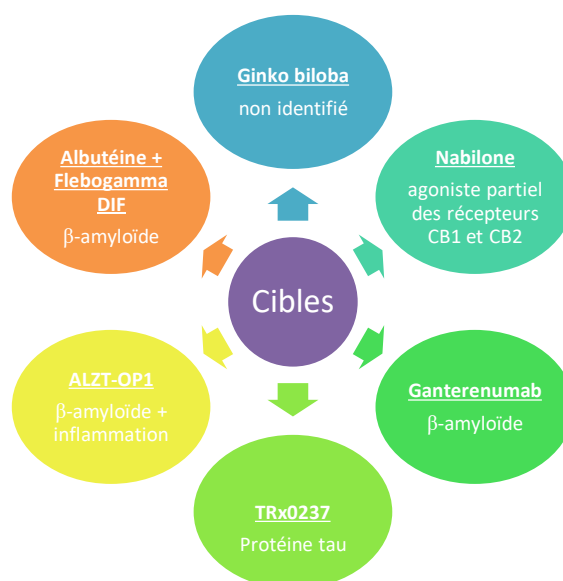 Ginko biloba
non identifié
Albutéine +
Flebogamma
DIF
β-amyloïde
Nabilone
agoniste partiel
des récepteurs
CB1 et CB2
Cibles
ALZT-OP1
β-amyloïde +
inflammation
Ganterenumab
β-amyloïde
TRx0237
Protéine tau